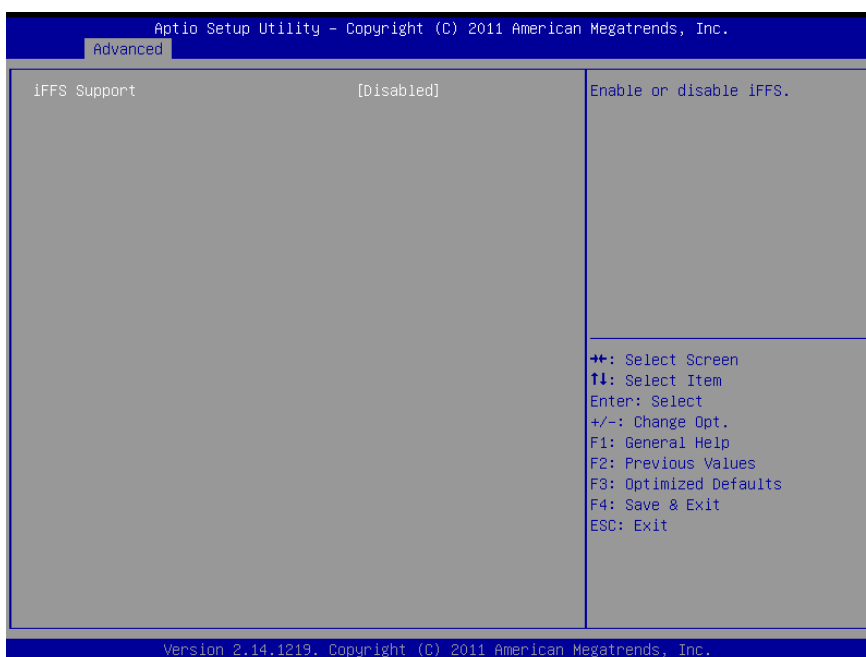 Aptio Setup Utility – Copyright (C) 2011 American Megatrends, Inc.
Advanced
iFFS Support [Disabled]
Enable or disable iFFS.
→←: Select Screen
↑↓: Select Item
Enter: Select
+/-: Change Opt.
F1: General Help
F2: Previous Values
F3: Optimized Defaults
F4: Save & Exit
ESC: Exit
Version 2.14.1219. Copyright (C) 2011 American Megatrends, Inc.